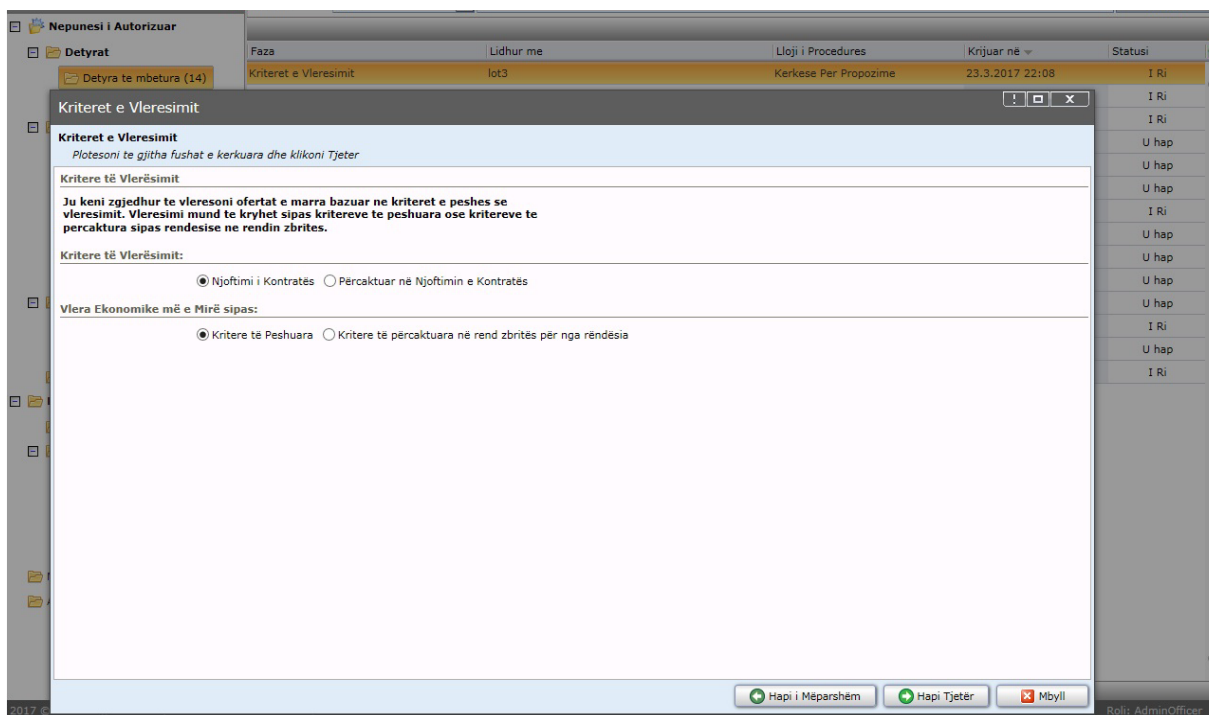 Nepunesi i Autorizuar
Detyrat
Faza Lidhur me Lloji i Procedures Krijuar në Statusi
Detyra te mbetura (14)
Kriteret e Vleresimit lot3 Kerkese Per Propozime 23.3.2017 22:08 I Ri
Kriteret e Vleresimit
I Ri
I Ri
Kriteret e Vleresimit
Plotesoni te gjitha fushat e kerkuara dhe klikoni Tjeter
U hap
U hap
Kritere të Vlerësimit
U hap
Ju keni zgjedhur te vleresoni ofertat e marra bazuar ne kriteret e peshes se
vleresimit. Vleresimi mund te kryhet sipas kritereve te peshuara ose kritereve te
percaktura sipas rendesise ne rendin zbrites.
I Ri
U hap
Kritere të Vlerësimit:
U hap
Njoftimi i Kontratës Përcaktuar në Njoftimin e Kontratës
U hap
Vlera Ekonomike më e Mirë sipas:
U hap
Kritere të Peshuara Kritere të përcaktuara në rend zbritës për nga rëndësia
I Ri
U hap
I Ri
Hapi i Mëparshëm Hapi Tjetër Mbyll
2017 © Roli: AdminOfficer